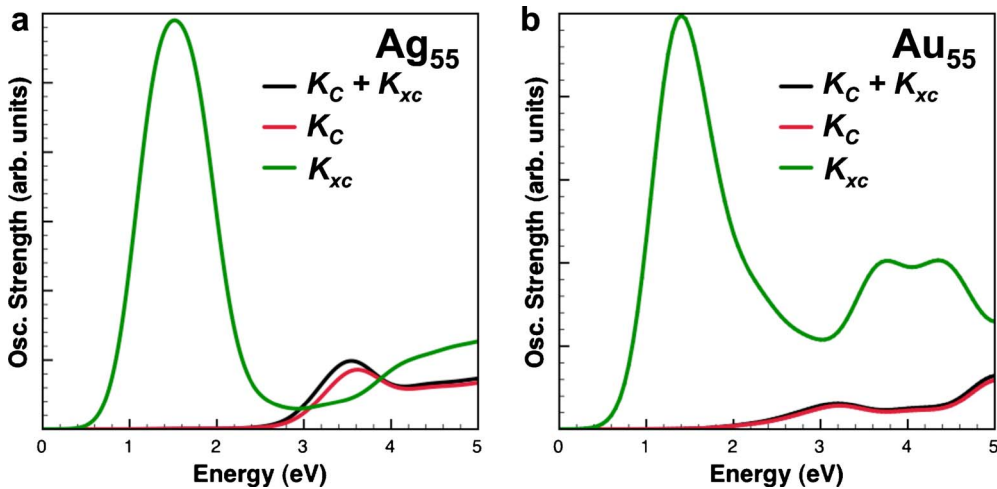 a
Ag55
KC + Kxc
KC
Kxc
Osc. Strength (arb. units)
0 1 2 3 4 5
Energy (eV)
b
Au55
KC + Kxc
KC
Kxc
Osc. Strength (arb. units)
0 1 2 3 4 5
Energy (eV)